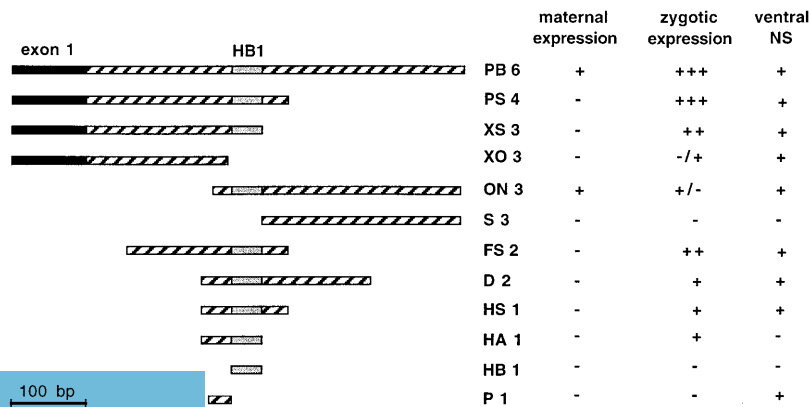 maternal expression zygotic expression ventral NS
exon 1 HB1
PB 6 + +++ +
PS 4 - +++ +
XS 3 - ++ +
XO 3 - -/+ +
ON 3 + +/- +
S 3 - - -
FS 2 - ++ +
D 2 - + +
HS 1 - + +
HA 1 - + -
HB 1 - - -
100 bp
P 1 - - +